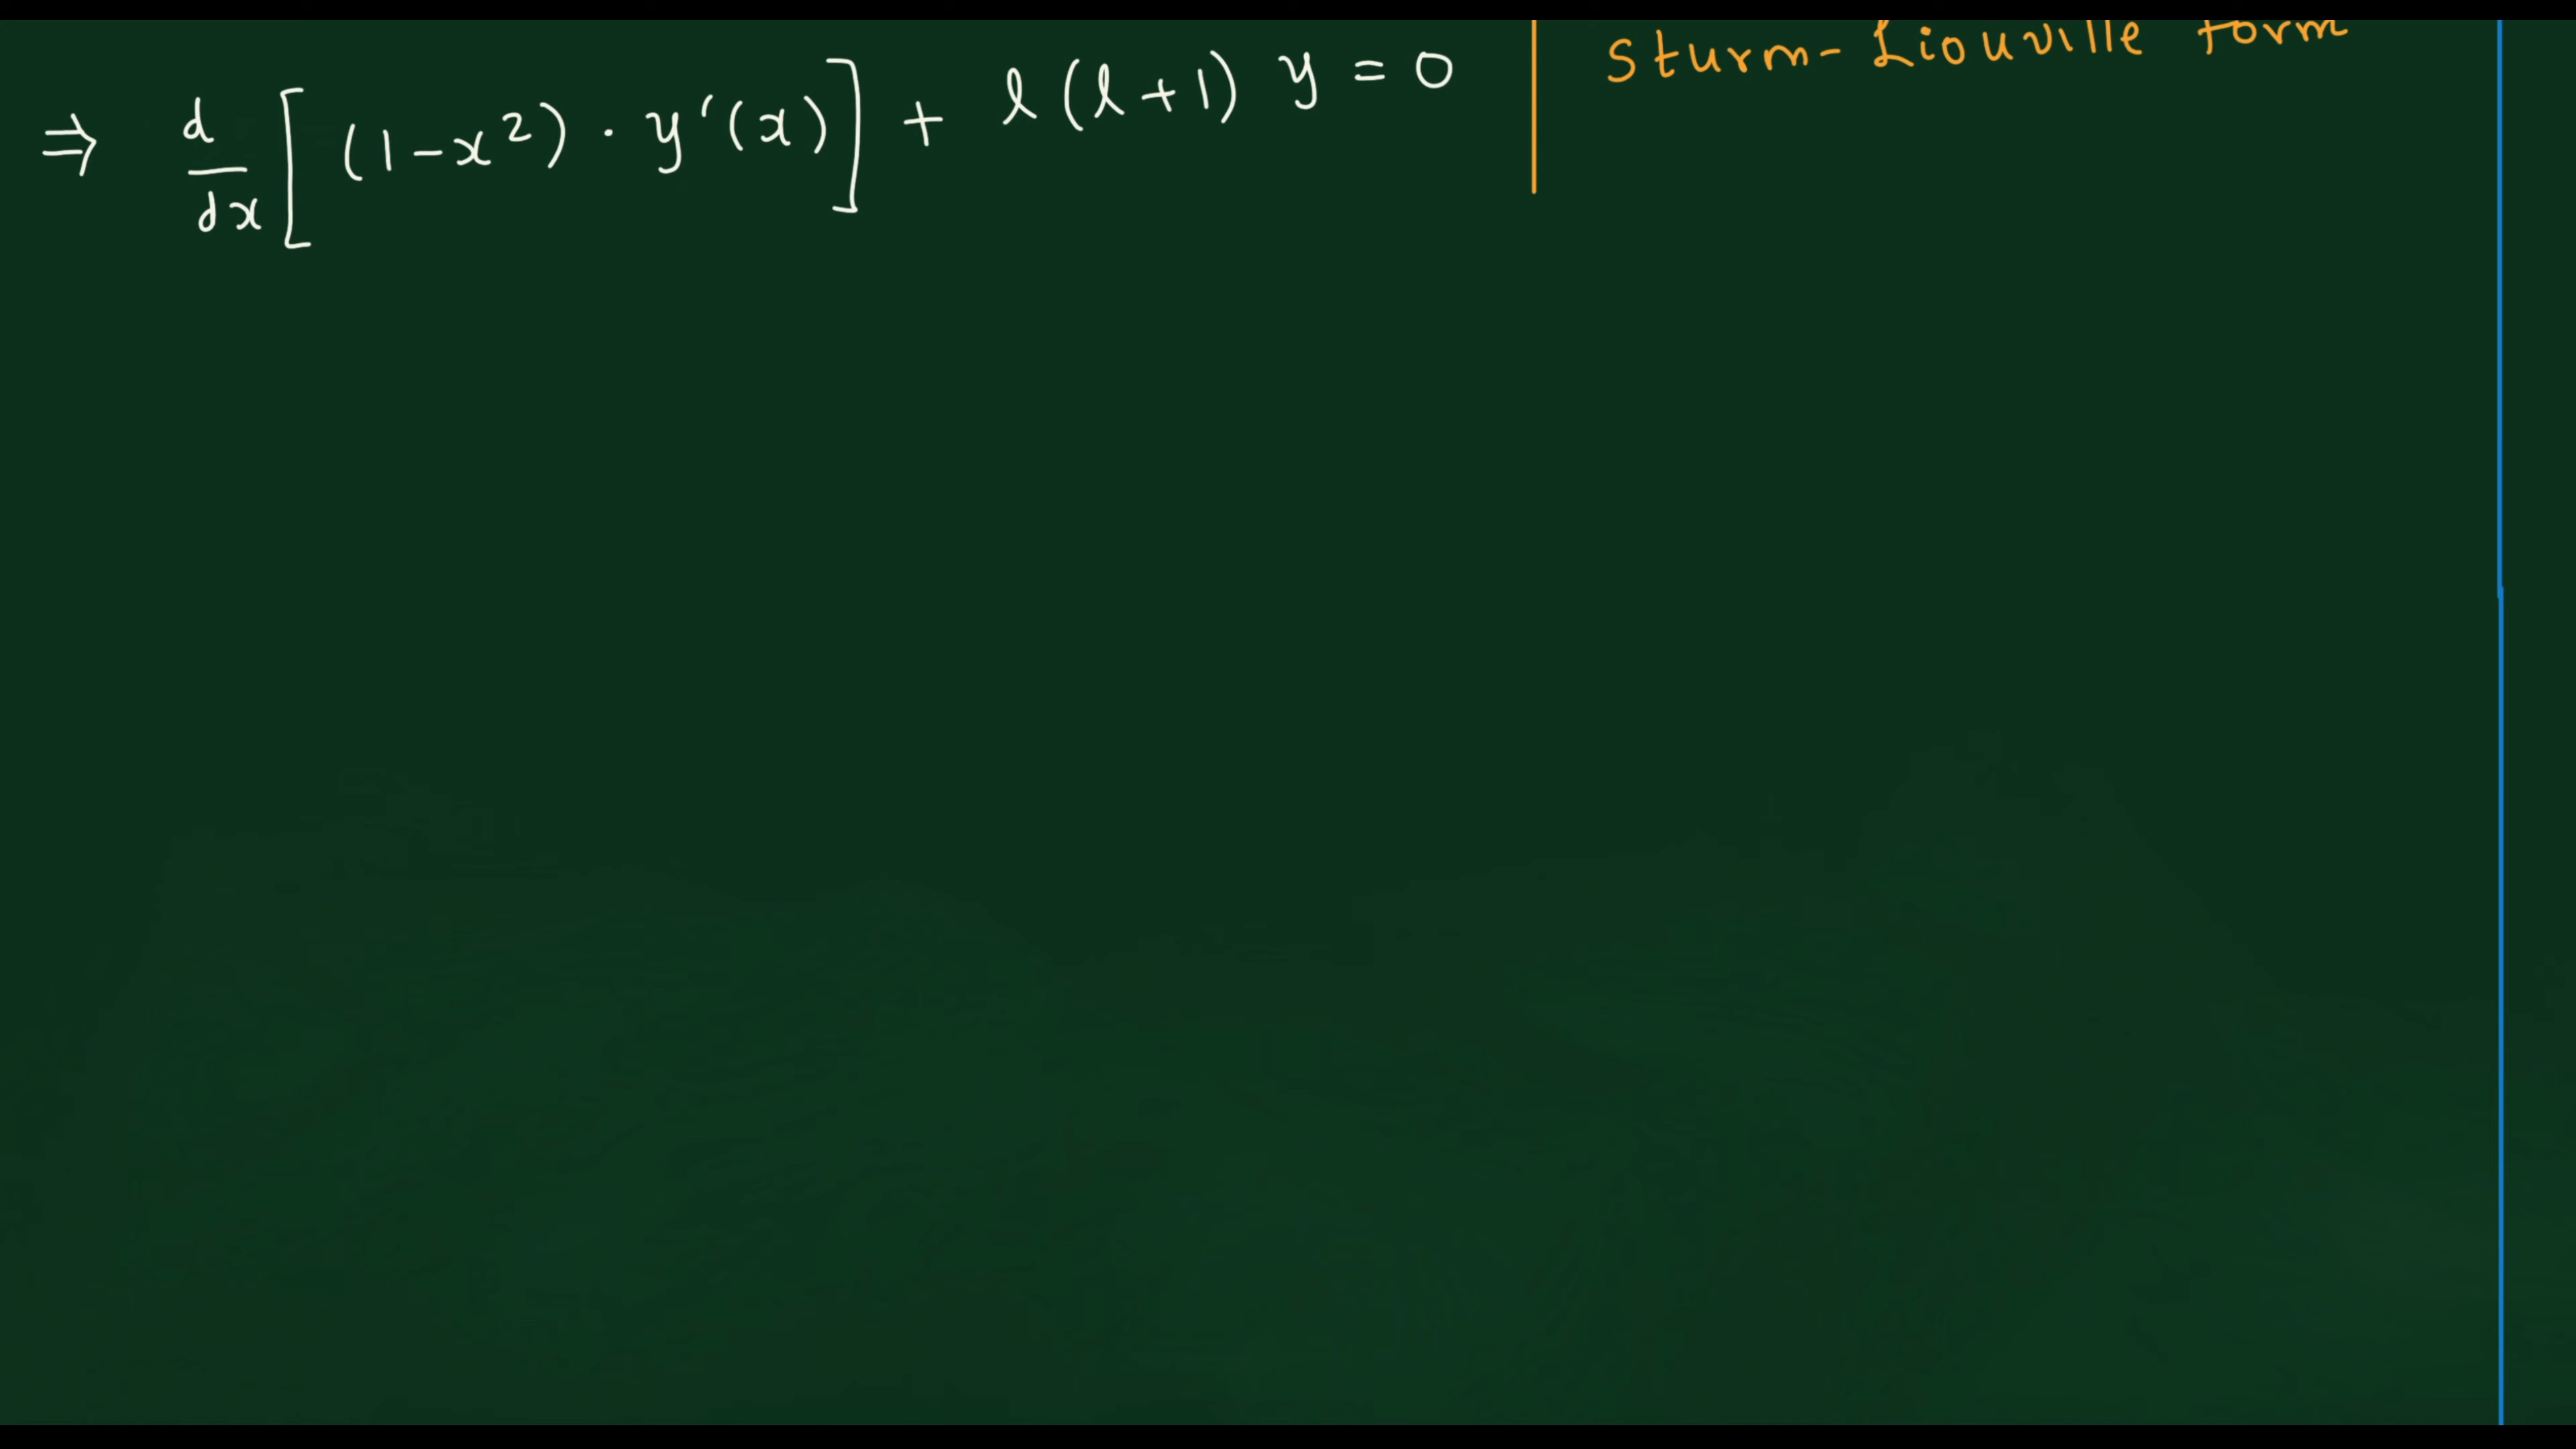 ⇒ d/dx [ (1-x²) · y'(x) ] + l(l+1) y = 0
Sturm-Liouville form